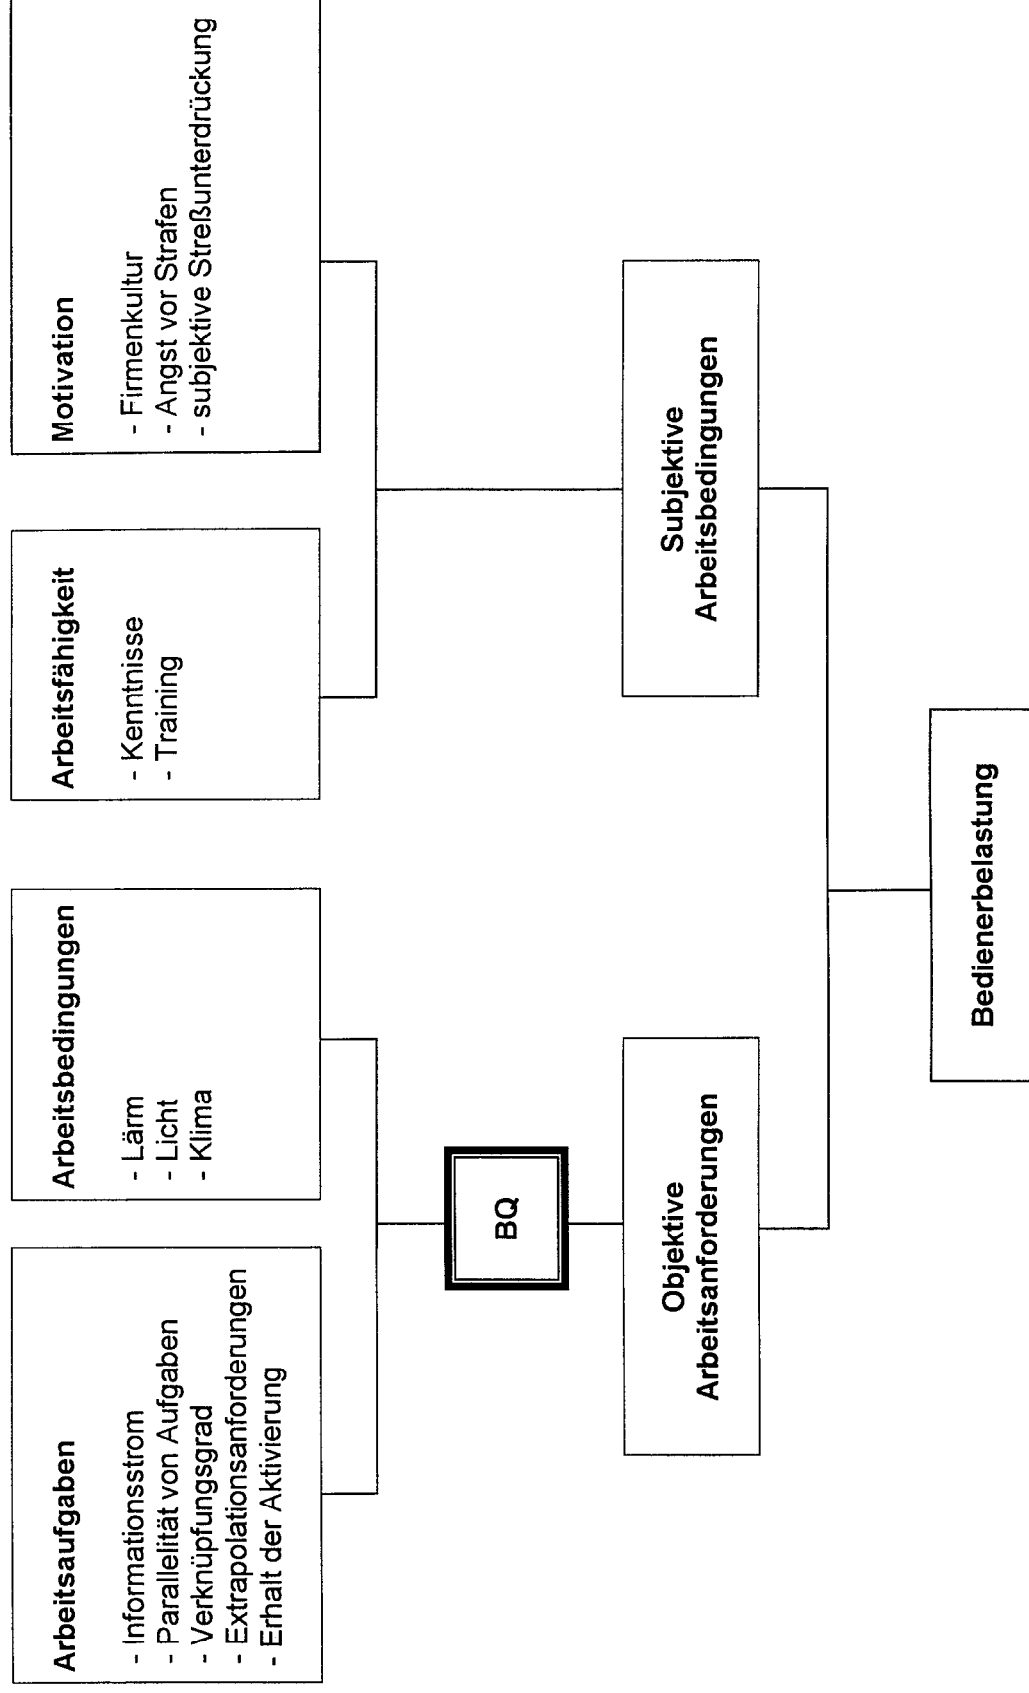 Arbeitsaufgaben
- Informationsstrom
- Parallelität von Aufgaben
- Verknüpfungsgrad
- Extrapolationsanforderungen
- Erhalt der Aktivierung
Arbeitsbedingungen
- Lärm
- Licht
- Klima
Arbeitsfähigkeit
- Kenntnisse
- Training
Motivation
- Firmenkultur
- Angst vor Strafen
- subjektive Streßunterdrückung
BQ
Objektive
Arbeitsanforderungen
Subjektive
Arbeitsbedingungen
Bedienerbelastung